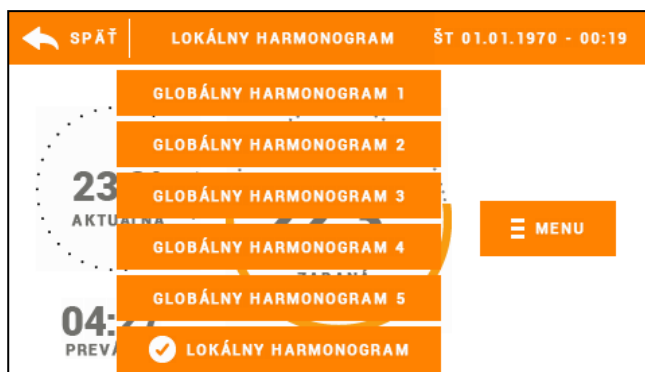 SPÄŤ
LOKÁLNY HARMONOGRAM
ŠT 01.01.1970 - 00:19
GLOBÁLNY HARMONOGRAM 1
GLOBÁLNY HARMONOGRAM 2
GLOBÁLNY HARMONOGRAM 3
GLOBÁLNY HARMONOGRAM 4
GLOBÁLNY HARMONOGRAM 5
LOKÁLNY HARMONOGRAM
MENU